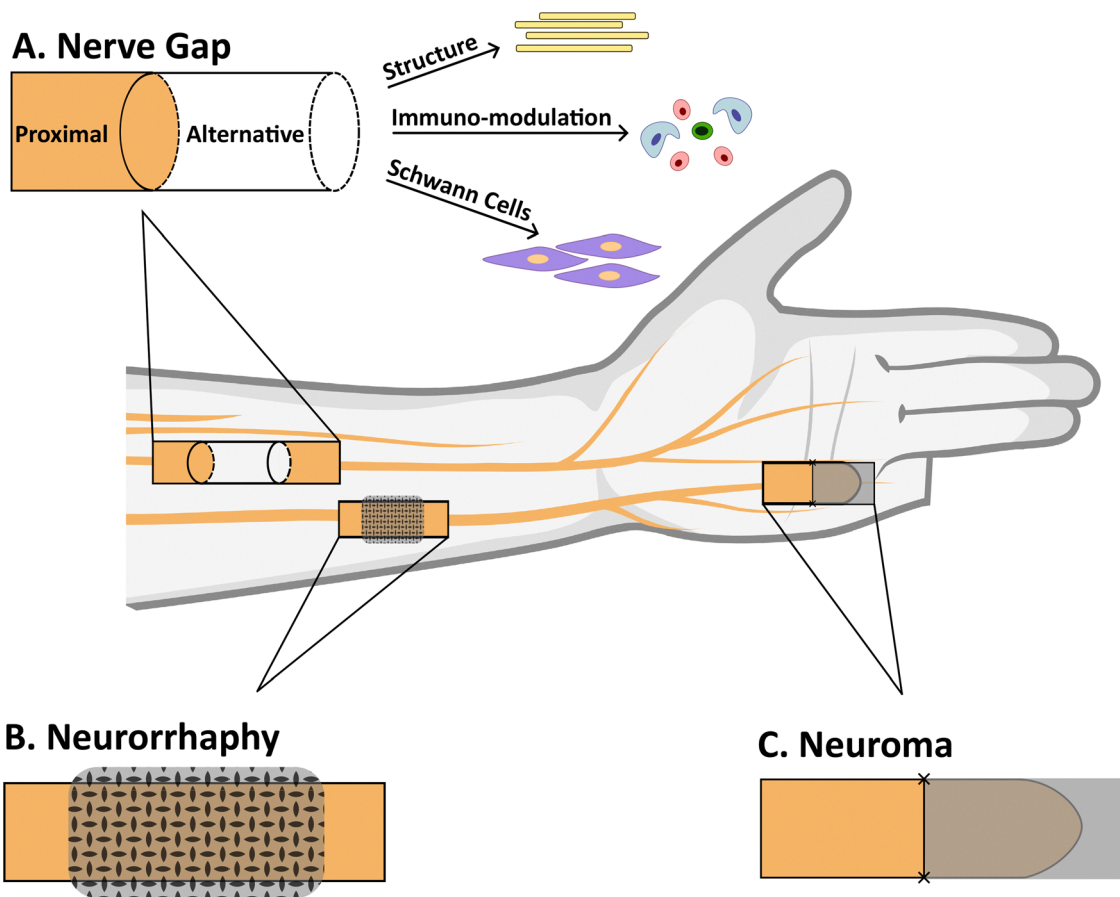 A. Nerve Gap
Structure
Proximal
Alternative
Immuno-modulation
Schwann Cells
B. Neurorrhaphy
C. Neuroma